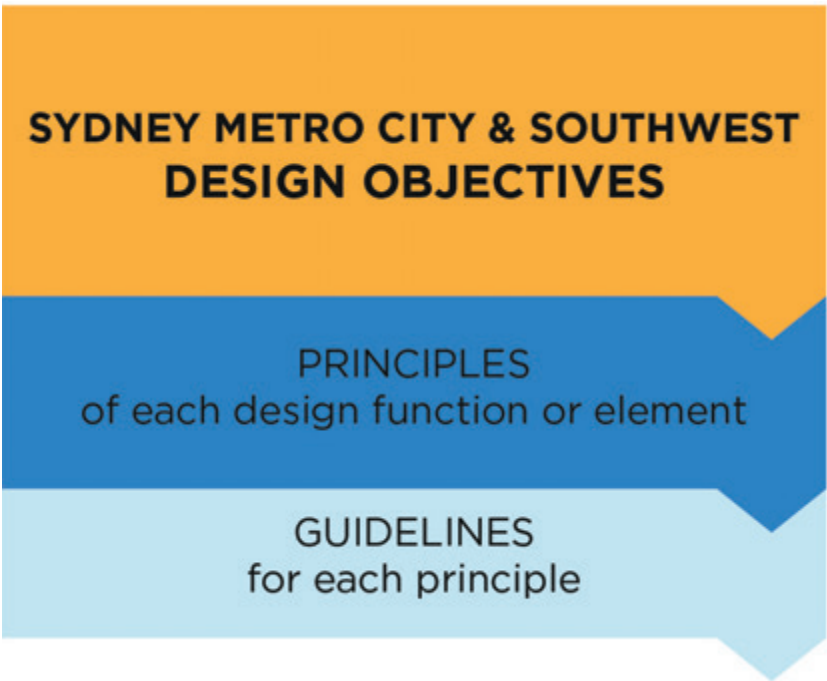 SYDNEY METRO CITY & SOUTHWEST
DESIGN OBJECTIVES
PRINCIPLES
of each design function or element
GUIDELINES
for each principle